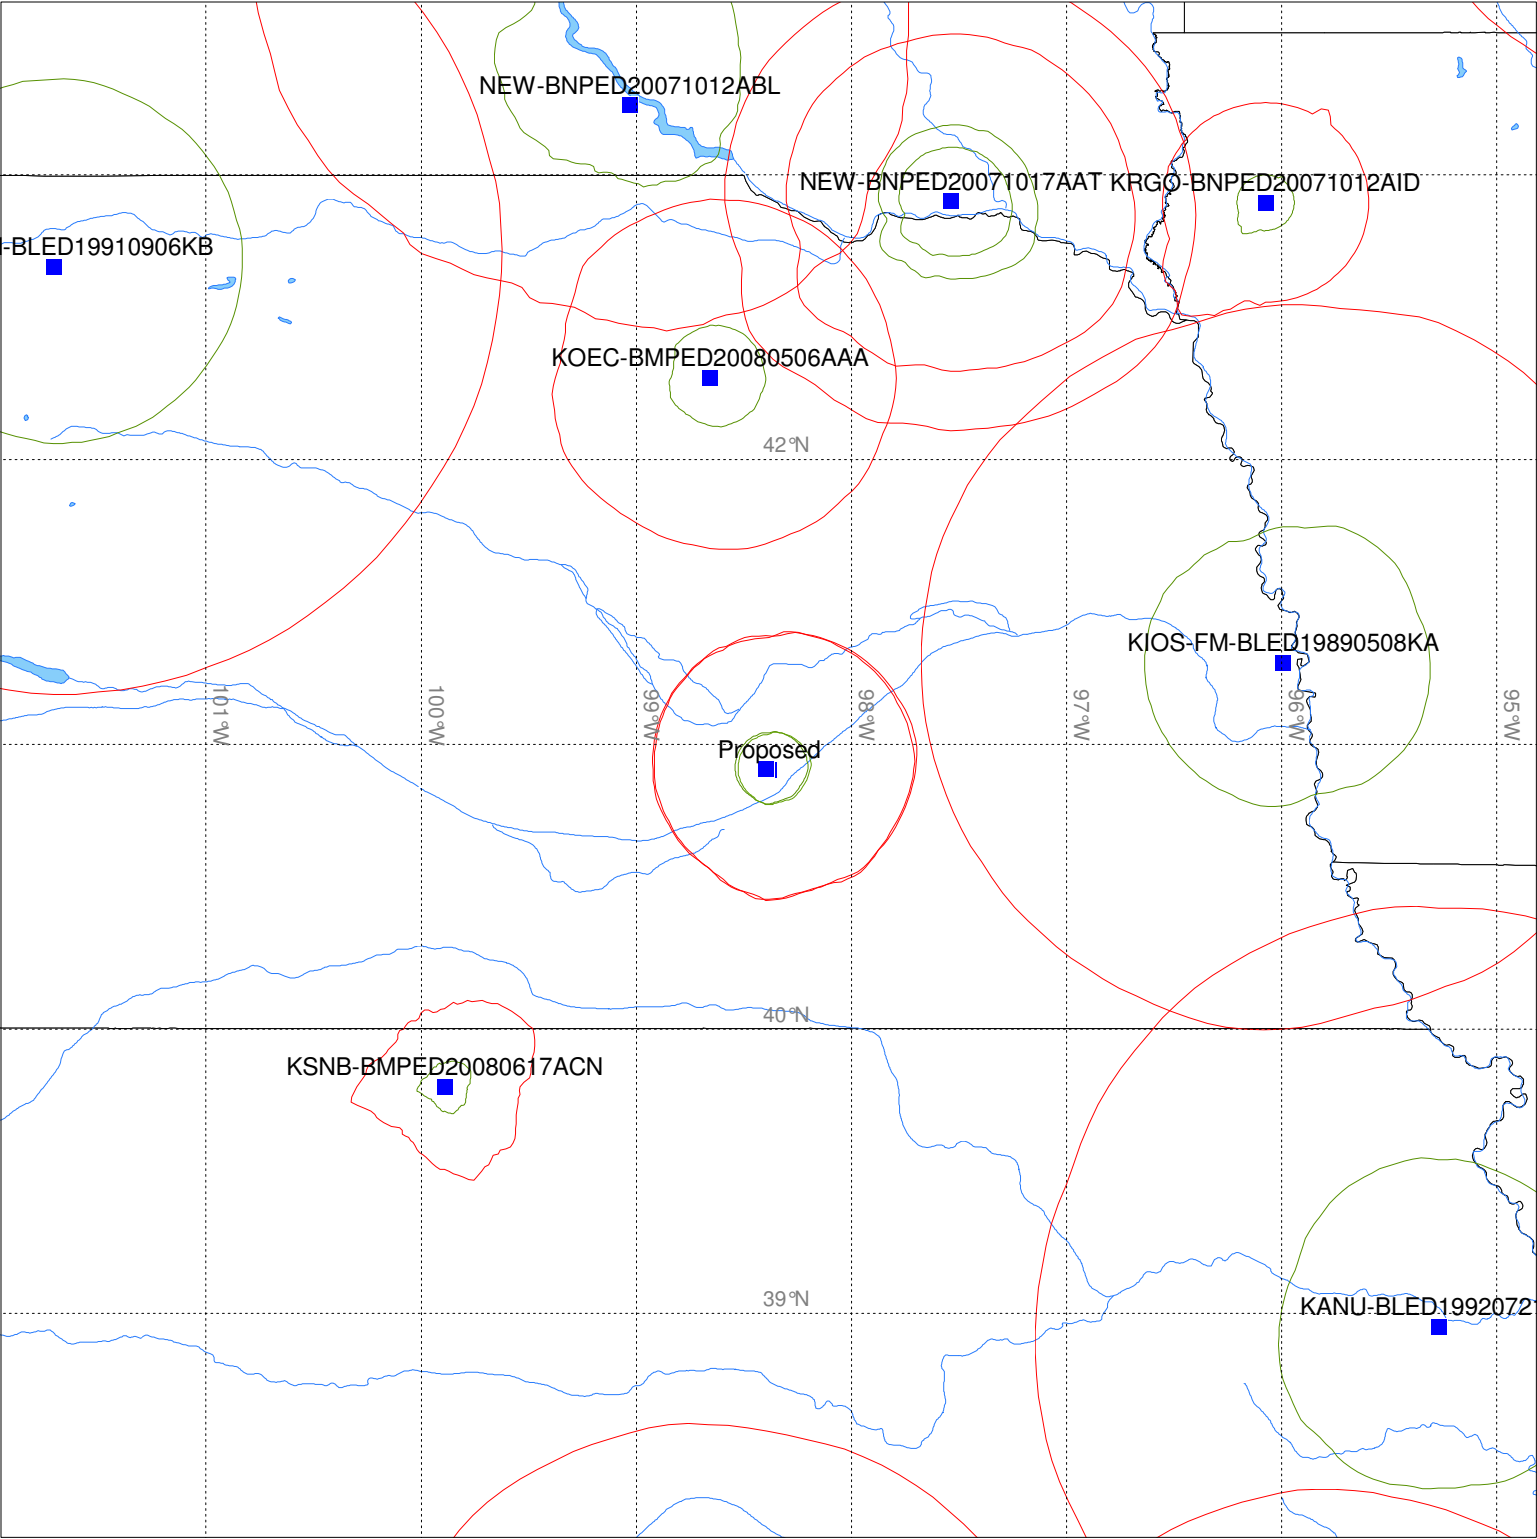 NEW-BNPED20071012ABL
NEW-BNPED20071017AAT
KRGO-BNPED20071012AID
-BLED19910906KB
KOEC-BMPED20080506AAA
42°N
KIOS-FM-BLED19890508KA
101°W
100°W
99°W
98°W
97°W
96°W
95°W
Proposed
40°N
KSNB-BMPED20080617ACN
39°N
KANU-BLED1992072